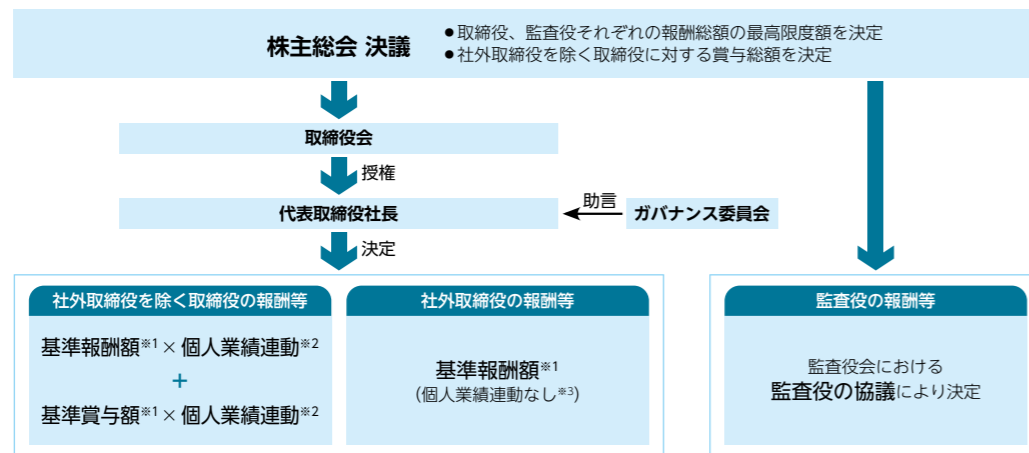 株主総会 決議
●取締役、監査役それぞれの報酬総額の最高限度額を決定
●社外取締役を除く取締役に対する賞与総額を決定
取締役会
授権
代表取締役社長
助言
ガバナンス委員会
決定
社外取締役を除く取締役の報酬等
基準報酬額※1×個人業績連動※2
+
基準賞与額※1×個人業績連動※2
社外取締役の報酬等
基準報酬額※1
(個人業績連動なし※3)
監査役の報酬等
監査役会における
監査役の協議により決定